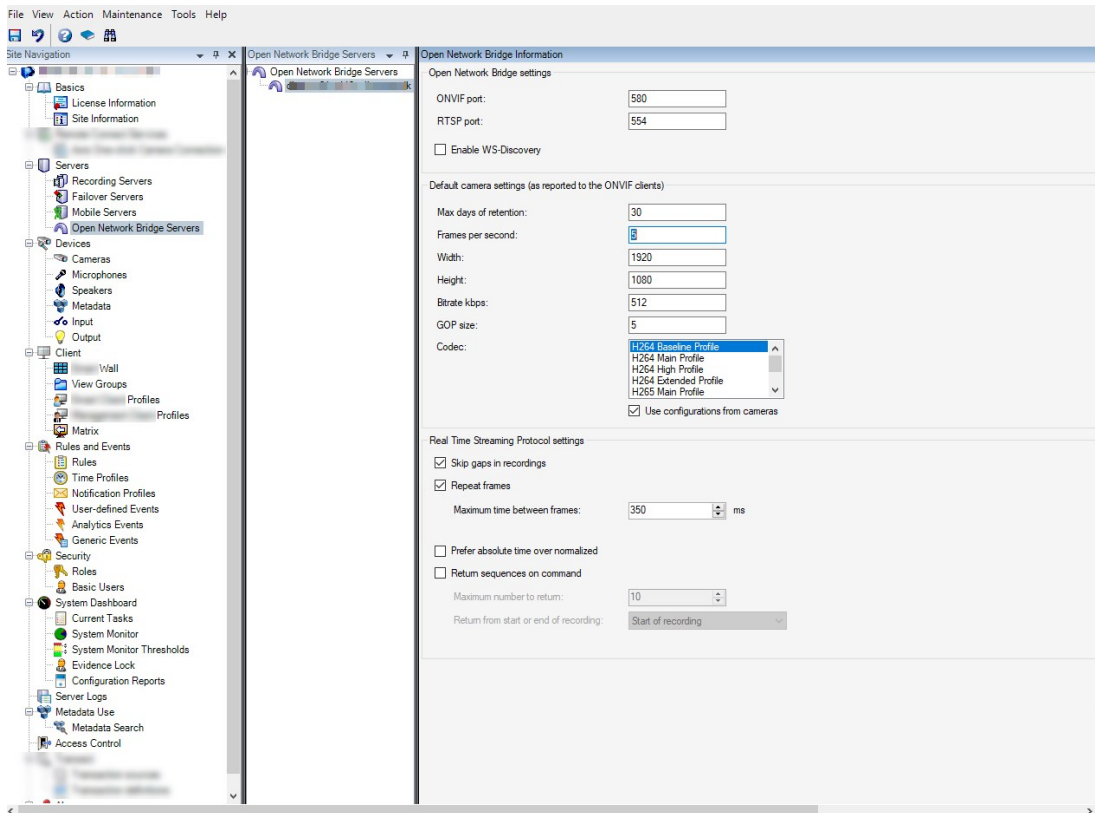 File View Action Maintenance Tools Help
Site Navigation
Basics
License Information
Site Information
Servers
Recording Servers
Failover Servers
Mobile Servers
Open Network Bridge Servers
Devices
Cameras
Microphones
Speakers
Metadata
Input
Output
Client
Wall
View Groups
Profiles
Profiles
Matrix
Rules and Events
Rules
Time Profiles
Notification Profiles
User-defined Events
Analytics Events
Generic Events
Security
Roles
Basic Users
System Dashboard
Current Tasks
System Monitor
System Monitor Thresholds
Evidence Lock
Configuration Reports
Server Logs
Metadata Use
Metadata Search
Access Control
Open Network Bridge Servers
Open Network Bridge Servers
Open Network Bridge Information
Open Network Bridge settings
ONVIF port: 580
RTSP port: 554
Enable WS-Discovery
Default camera settings (as reported to the ONVIF clients)
Max days of retention: 30
Frames per second: 5
Width: 1920
Height: 1080
Bitrate kbps: 512
GOP size: 5
Codec: H264 Baseline Profile
H264 Main Profile
H264 High Profile
H264 Extended Profile
H265 Main Profile
Use configurations from cameras
Real Time Streaming Protocol settings
Skip gaps in recordings
Repeat frames
Maximum time between frames: 350 ms
Prefer absolute time over normalized
Return sequences on command
Maximum number to return: 10
Return from start or end of recording: Start of recording